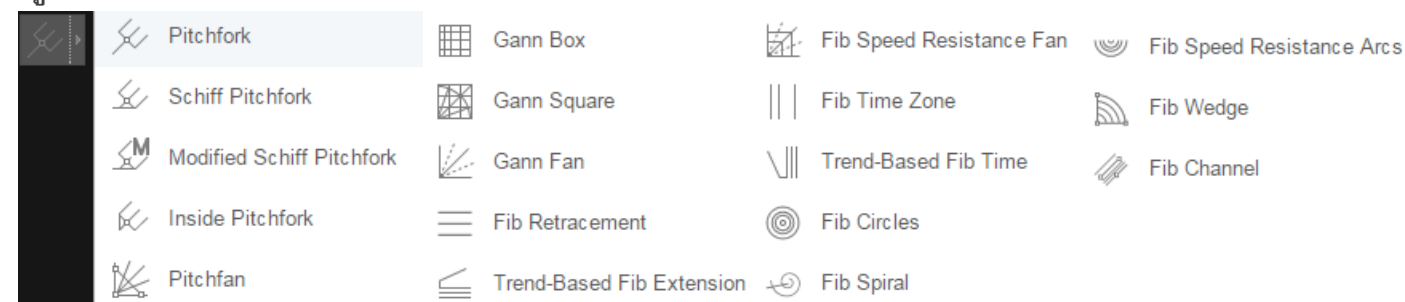 Pitchfork
Schiff Pitchfork
Modified Schiff Pitchfork
Inside Pitchfork
Pitchfan
Gann Box
Gann Square
Gann Fan
Fib Retracement
Trend-Based Fib Extension
Fib Speed Resistance Fan
Fib Time Zone
Trend-Based Fib Time
Fib Circles
Fib Spiral
Fib Speed Resistance Arcs
Fib Wedge
Fib Channel